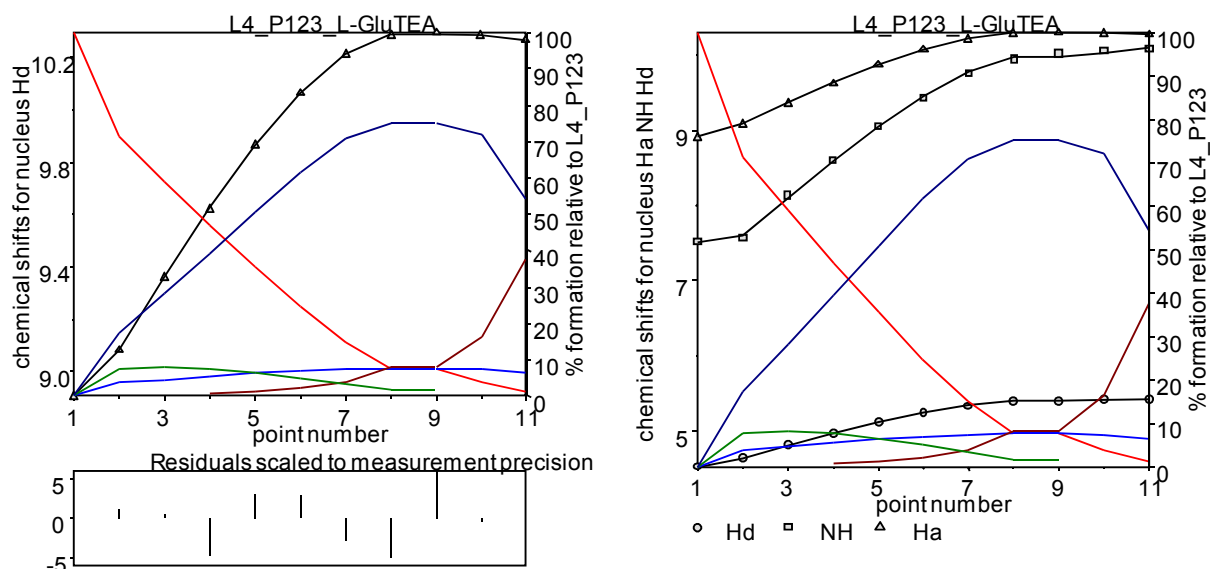 L4_P123_L-GluTEA
chemical shifts for nucleus Hd
10.2
9.8
9.4
9.0
100
90
80
70
60
50
40
30
20
10
0
% formation relative to L4_P123
1 3 5 7 9 11
point number
Residuals scaled to measurement precision
5
0
-5
L4_P123_L-GluTEA
chemical shifts for nucleus Ha NH Hd
9
7
5
100
90
80
70
60
50
40
30
20
10
0
% formation relative to L4_P123
1 3 5 7 9 11
point number
Hd NH Ha